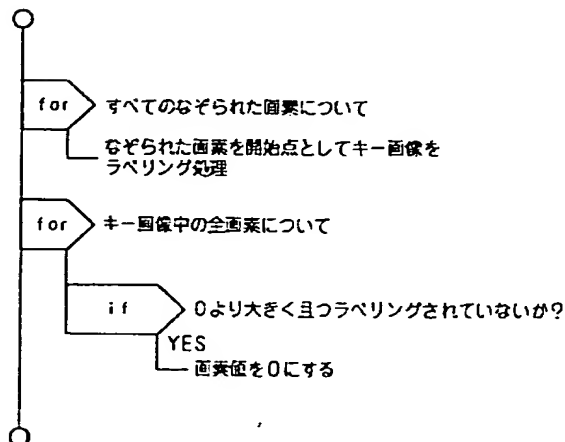 for
すべてのなぞられた画素について
なぞられた画素を開始点としてキー画像を
ラベリング処理
for
キー画像中の全画素について
if
0より大きく且つラベリングされていないか?
YES
画素値を0にする